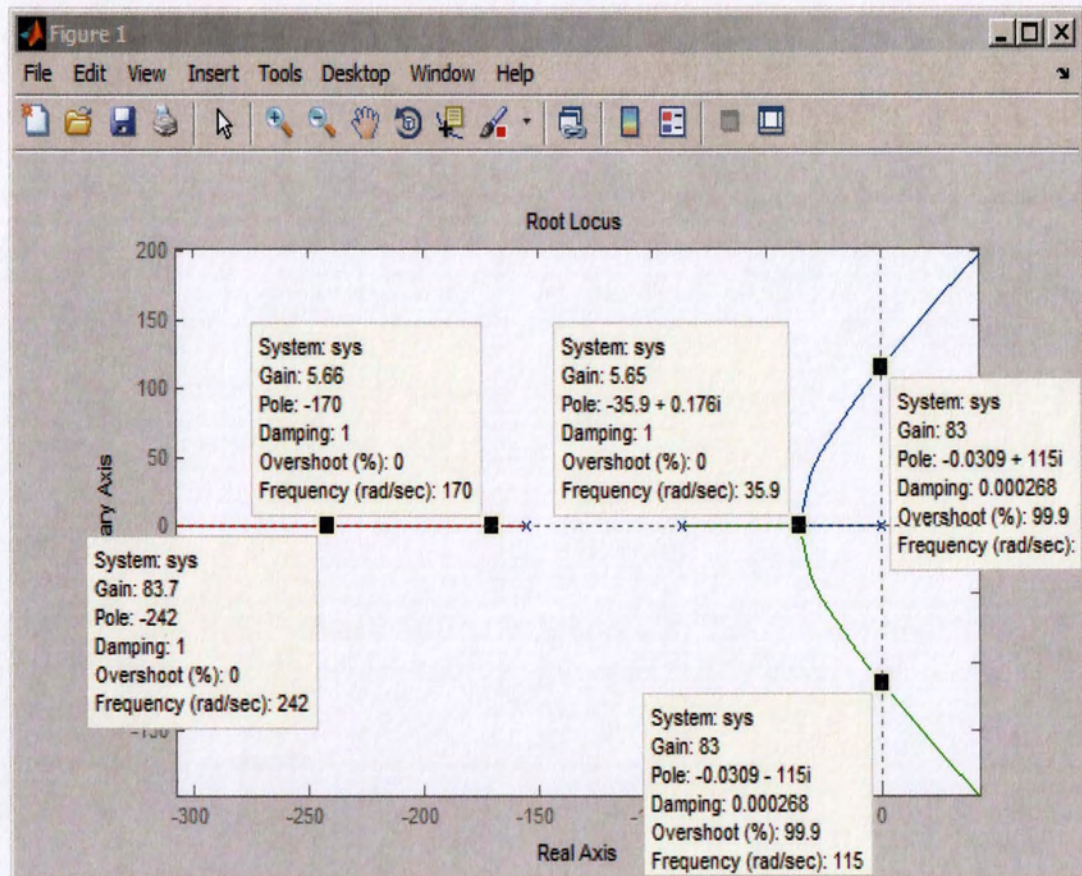 Figure 1
File Edit View Insert Tools Desktop Window Help
Root Locus
200
150
100
50
0
-150
ary Axis
System: sys
Gain: 5.66
Pole: -170
Damping: 1
Overshoot (%): 0
Frequency (rad/sec): 170
System: sys
Gain: 5.65
Pole: -35.9 + 0.176i
Damping: 1
Overshoot (%): 0
Frequency (rad/sec): 35.9
System: sys
Gain: 83
Pole: -0.0309 + 115i
Damping: 0.000268
Overshoot (%): 99.9
Frequency (rad/sec):
System: sys
Gain: 83.7
Pole: -242
Damping: 1
Overshoot (%): 0
Frequency (rad/sec): 242
System: sys
Gain: 83
Pole: -0.0309 - 115i
Damping: 0.000268
Overshoot (%): 99.9
Frequency (rad/sec): 115
-300 -250 -200 -150 0
Real Axis